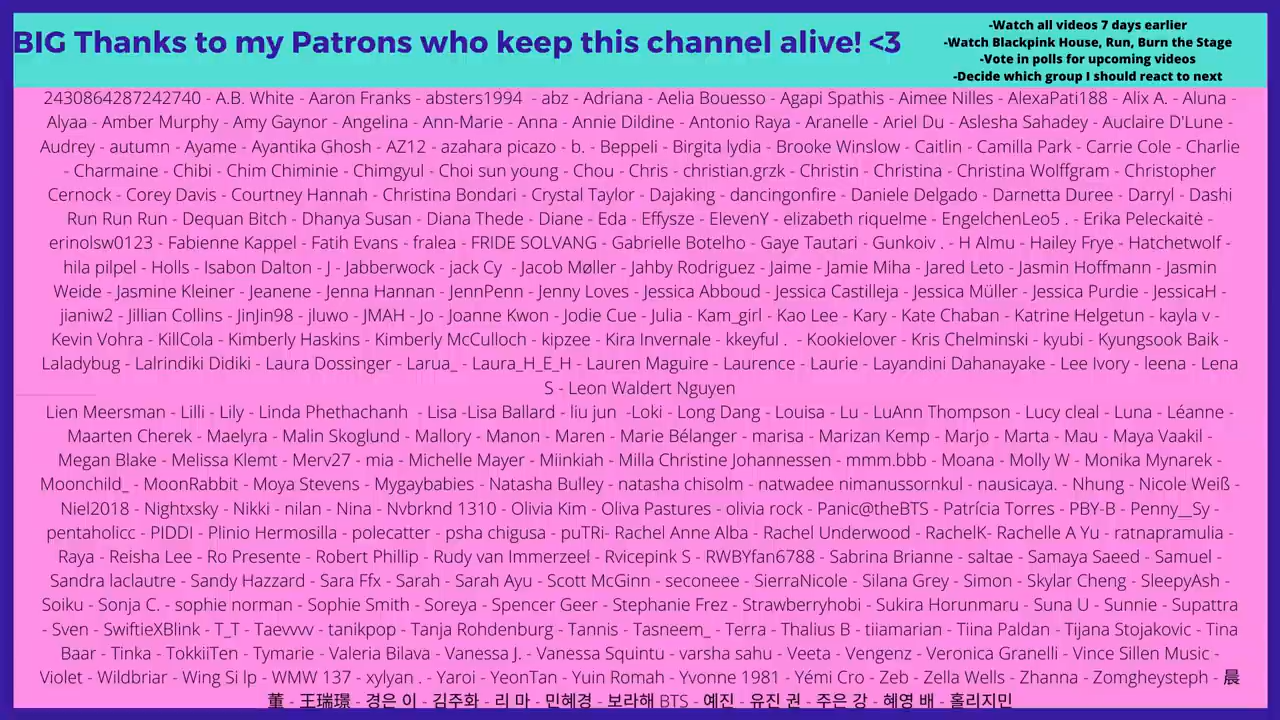 BIG Thanks to my Patrons who keep this channel alive! <3
-Watch all videos 7 days earlier
-Watch Blackpink House, Run, Burn the Stage
-Vote in polls for upcoming videos
-Decide which group I should react to next
2430864287242740 - A.B. White - Aaron Franks - absters1994 - abz - Adriana - Aelia Bouesso - Agapi Spathis - Aimee Nilles - AlexaPati188 - Alix A. - Aluna -
Alyaa - Amber Murphy - Amy Gaynor - Angelina - Ann-Marie - Anna - Annie Dildine - Antonio Raya - Aranelle - Ariel Du - Aslesha Sahadey - Auclaire D'Lune -
Audrey - autumn - Ayame - Ayantika Ghosh - AZ12 - azahara picazo - b. - Beppeli - Birgita lydia - Brooke Winslow - Caitlin - Camilla Park - Carrie Cole - Charlie
- Charmaine - Chibi - Chim Chiminie - Chimgyul - Choi sun young - Chou - Chris - christian.grzk - Christin - Christina - Christina Wolffgram - Christopher
Cernock - Corey Davis - Courtney Hannah - Christina Bondari - Crystal Taylor - Dajaking - dancingonfire - Daniele Delgado - Darnetta Duree - Darryl - Dashi
Run Run Run - Dequan Bitch - Dhanya Susan - Diana Thede - Diane - Eda - Effysze - ElevenY - elizabeth riquelme - EngelchenLeo5 . - Erika Peleckaitė -
erinolsw0123 - Fabienne Kappel - Fatih Evans - fralea - FRIDE SOLVANG - Gabrielle Botelho - Gaye Tautari - Gunkoiv . - H Almu - Hailey Frye - Hatchetwolf -
hila pilpel - Holls - Isabon Dalton - J - Jabberwock - jack Cy - Jacob Møller - Jahby Rodriguez - Jaime - Jamie Miha - Jared Leto - Jasmin Hoffmann - Jasmin
Weide - Jasmine Kleiner - Jeanene - Jenna Hannan - JennPenn - Jenny Loves - Jessica Abboud - Jessica Castilleja - Jessica Müller - Jessica Purdie - JessicaH -
jianiw2 - Jillian Collins - JinJin98 - jluwo - JMAH - Jo - Joanne Kwon - Jodie Cue - Julia - Kam_girl - Kao Lee - Kary - Kate Chaban - Katrine Helgetun - kayla v -
Kevin Vohra - KillCola - Kimberly Haskins - Kimberly McCulloch - kipzee - Kira Invernale - kkeyful . - Kookielover - Kris Chelminski - kyubi - Kyungsook Baik -
Laladybug - Lalrindiki Didiki - Laura Dossinger - Larua_ - Laura_H_E_H - Lauren Maguire - Laurence - Laurie - Layandini Dahanayake - Lee Ivory - leena - Lena
S - Leon Waldert Nguyen
Lien Meersman - Lilli - Lily - Linda Phethachanh - Lisa -Lisa Ballard - liu jun -Loki - Long Dang - Louisa - Lu - LuAnn Thompson - Lucy cleal - Luna - Léanne -
Maarten Cherek - Maelyra - Malin Skoglund - Mallory - Manon - Maren - Marie Bélanger - marisa - Marizan Kemp - Marjo - Marta - Mau - Maya Vaakil -
Megan Blake - Melissa Klemt - Merv27 - mia - Michelle Mayer - Miinkiah - Milla Christine Johannessen - mmm.bbb - Moana - Molly W - Monika Mynarek -
Moonchild_ - MoonRabbit - Moya Stevens - Mygaybabies - Natasha Bulley - natasha chisolm - natwadee nimanussornkul - nausicaya. - Nhung - Nicole Weiß -
Niel2018 - Nightxsky - Nikki - nilan - Nina - Nvbrknd 1310 - Olivia Kim - Oliva Pastures - olivia rock - Panic@theBTS - Patrícia Torres - PBY-B - Penny__Sy -
pentaholicc - PIDDI - Plinio Hermosilla - polecatter - psha chigusa - puTRi- Rachel Anne Alba - Rachel Underwood - RachelK- Rachelle A Yu - ratnapramulia -
Raya - Reisha Lee - Ro Presente - Robert Phillip - Rudy van Immerzeel - Rvicepink S - RWBYfan6788 - Sabrina Brianne - saltae - Samaya Saeed - Samuel -
Sandra laclautre - Sandy Hazzard - Sara Ffx - Sarah - Sarah Ayu - Scott McGinn - seconeee - SierraNicole - Silana Grey - Simon - Skylar Cheng - SleepyAsh -
Soiku - Sonja C. - sophie norman - Sophie Smith - Soreya - Spencer Geer - Stephanie Frez - Strawberryhobi - Sukira Horunmaru - Suna U - Sunnie - Supattra
- Sven - SwiftieXBlink - T_T - Taevvvv - tanikpop - Tanja Rohdenburg - Tannis - Tasneem_ - Terra - Thalius B - tiiamarian - Tiina Paldan - Tijana Stojakovic - Tina
Baar - Tinka - TokkiiTen - Tymarie - Valeria Bilava - Vanessa J. - Vanessa Squintu - varsha sahu - Veeta - Vengenz - Veronica Granelli - Vince Sillen Music -
Violet - Wildbriar - Wing Si lp - WMW 137 - xylyan . - Yaroi - YeonTan - Yuin Romah - Yvonne 1981 - Yémi Cro - Zeb - Zella Wells - Zhanna - Zomgheysteph - 晨
董 - 王瑞璟 - 경은 이 - 김주화 - 리 마 - 민혜경 - 보라해 BTS - 예진 - 유진 권 - 주은 강 - 혜영 배 - 홀리지민